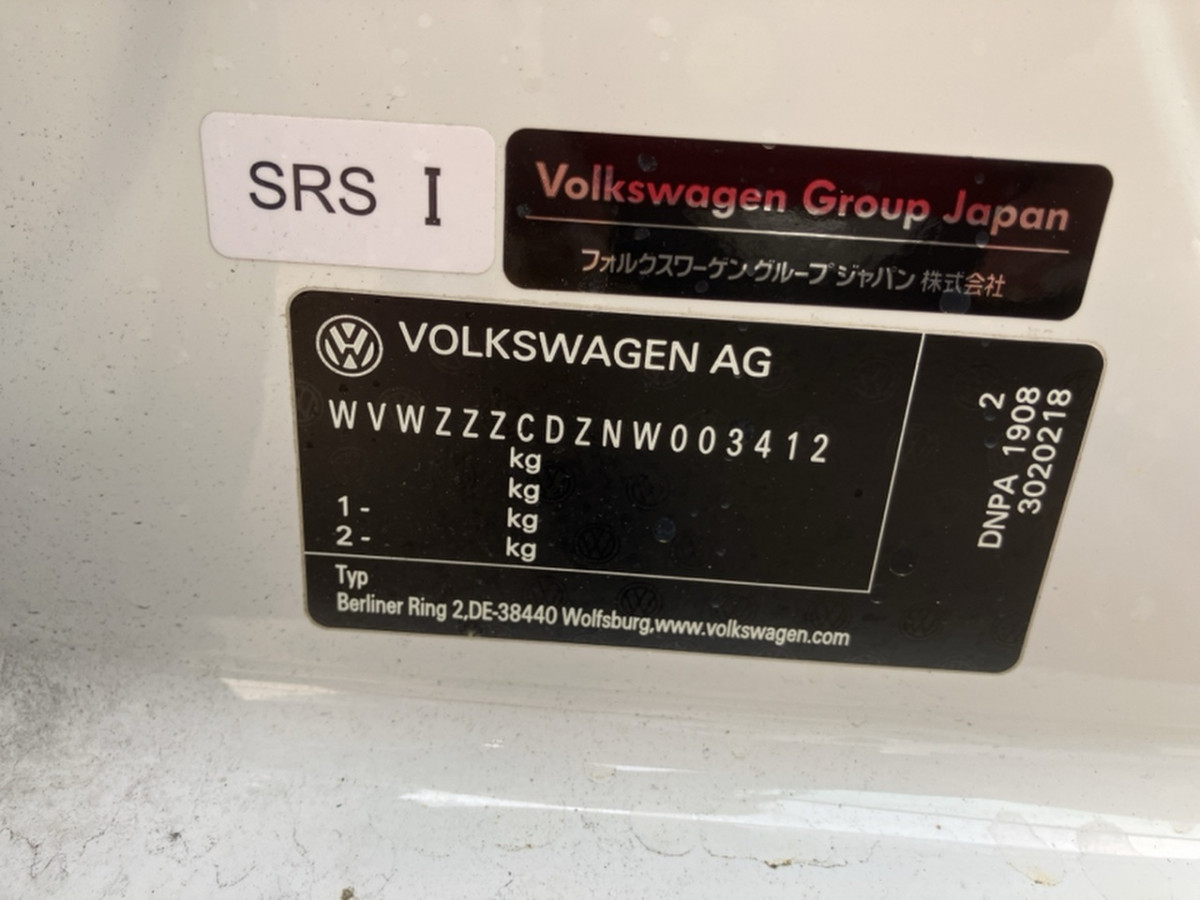 SRS I
Volkswagen Group Japan
フォルクスワーゲン グループ ジャパン 株式会社
VOLKSWAGEN AG
WVWZZZCDZNW003412
kg
kg
1 - kg
2 - kg
Typ
Berliner Ring 2,DE-38440 Wolfsburg,www.volkswagen.com
DNPA 1908 2
3020218